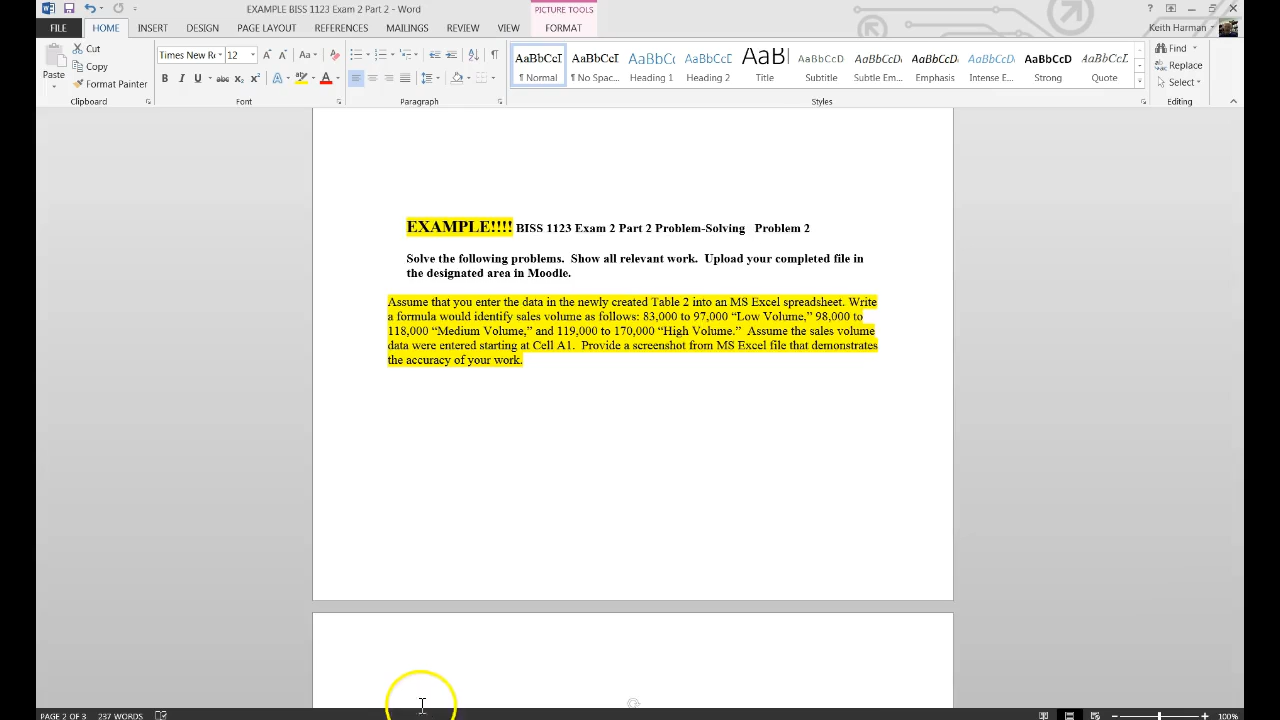 EXAMPLE BISS 1123 Exam 2 Part 2 - Word
PICTURE TOOLS
?
FILE
HOME
INSERT
DESIGN
PAGE LAYOUT
REFERENCES
MAILINGS
REVIEW
VIEW
FORMAT
Keith Harman
Paste
Cut
Copy
Format Painter
Clipboard
Times New Ro
12
Font
Paragraph
AaBbCcI
¶ Normal
AaBbCcI
¶ No Spac...
AaBbC
Heading 1
AaBbCc
Heading 2
AaB
Title
AaBbCcD
Subtitle
AaBbCcDt
Subtle Em...
AaBbCcDt
Emphasis
AaBbCcDt
Intense E...
AaBbCcDt
Strong
AaBbCcDt
Quote
Styles
Find
Replace
Select
Editing
EXAMPLE!!!! BISS 1123 Exam 2 Part 2 Problem-Solving Problem 2
Solve the following problems. Show all relevant work. Upload your completed file in
the designated area in Moodle.
Assume that you enter the data in the newly created Table 2 into an MS Excel spreadsheet. Write
a formula would identify sales volume as follows: 83,000 to 97,000 “Low Volume,” 98,000 to
118,000 “Medium Volume,” and 119,000 to 170,000 “High Volume.” Assume the sales volume
data were entered starting at Cell A1. Provide a screenshot from MS Excel file that demonstrates
the accuracy of your work.
PAGE 2 OF 3
237 WORDS
100%